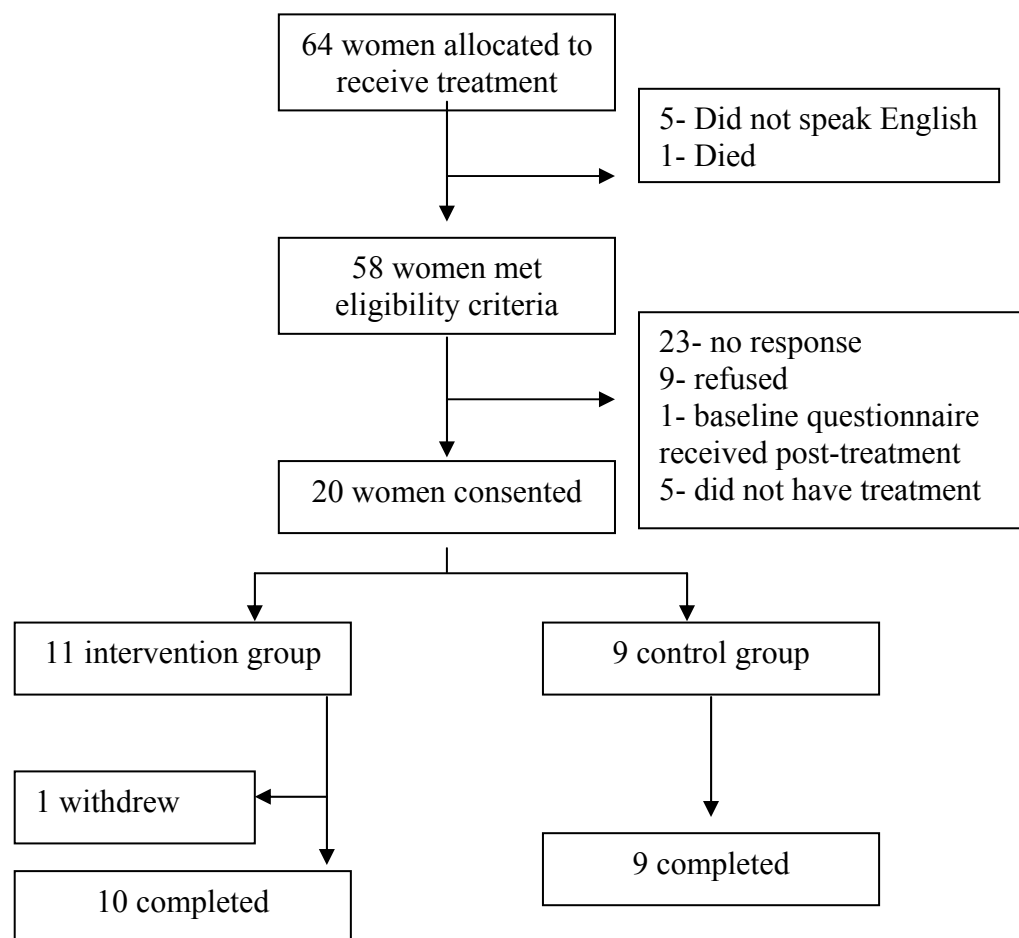 64 women allocated to
receive treatment
5- Did not speak English
1- Died
58 women met
eligibility criteria
23- no response
9- refused
1- baseline questionnaire
received post-treatment
5- did not have treatment
20 women consented
11 intervention group
9 control group
1 withdrew
9 completed
10 completed